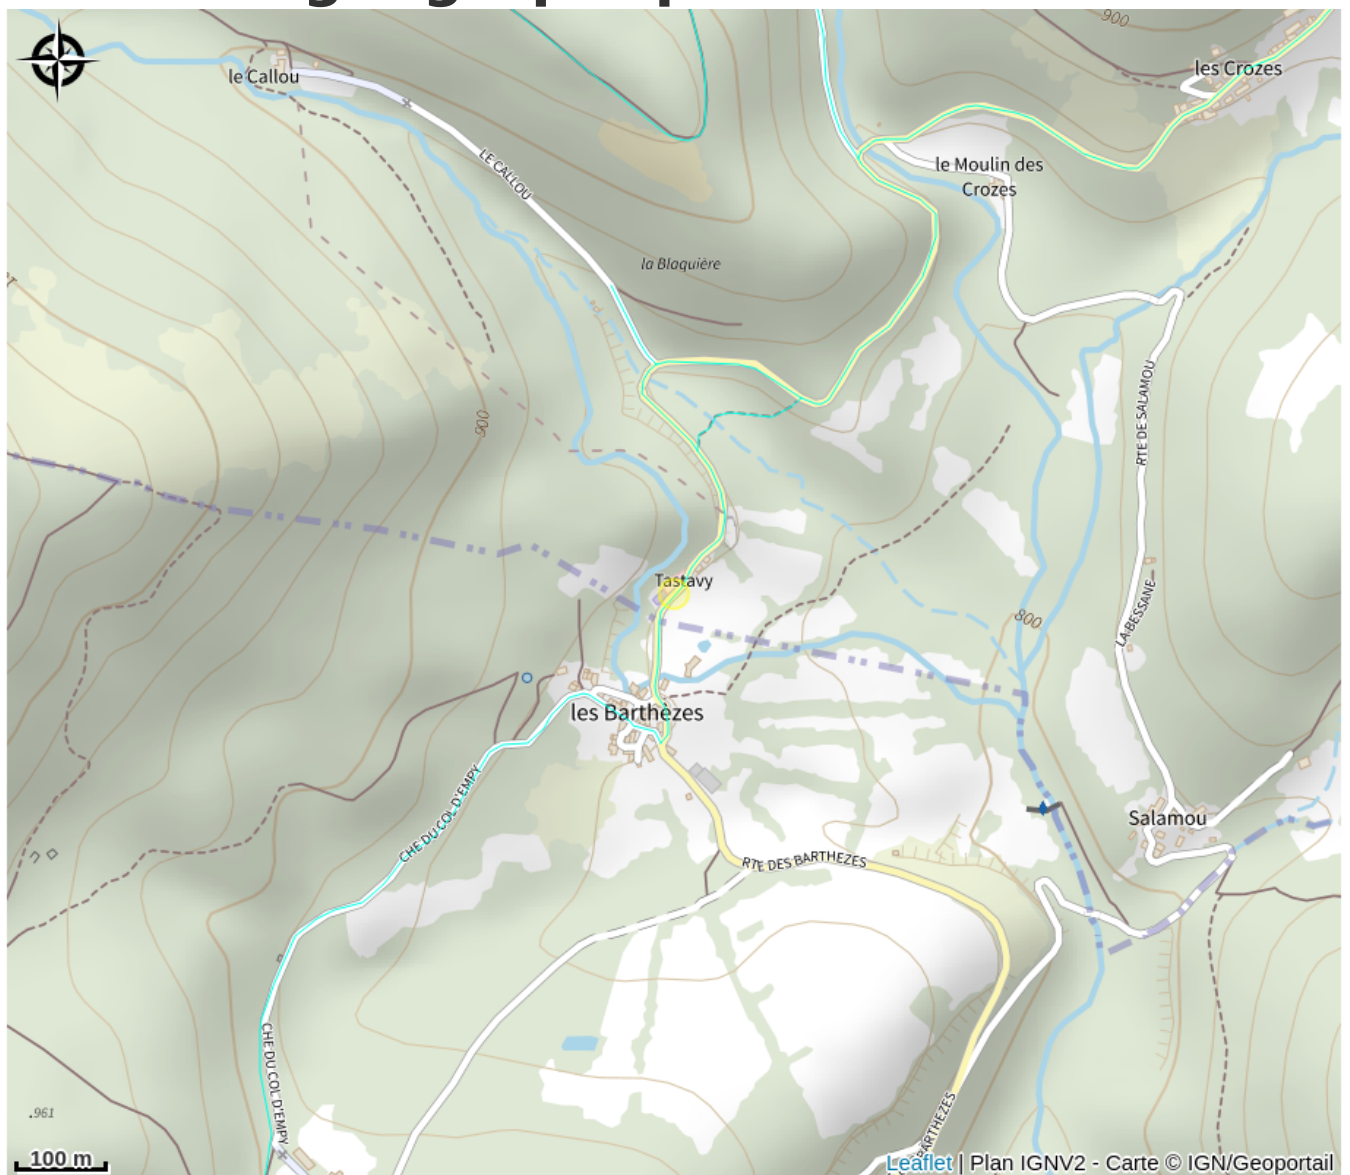 900
les Crozes
le Callou
LE CALLOU
le Moulin des
Crozes
la Blaquière
RTE DE SALAMOU
900
Tastavy
LA BESSANE
800
les Barthèzes
CHE DU COL D'EMPY
Salamou
RTE DES BARTHEZES
CHE DU COL D'EMPY
BARTHEZES
.961
100 m
Leaflet | Plan IGNV2 - Carte © IGN/Geoportail